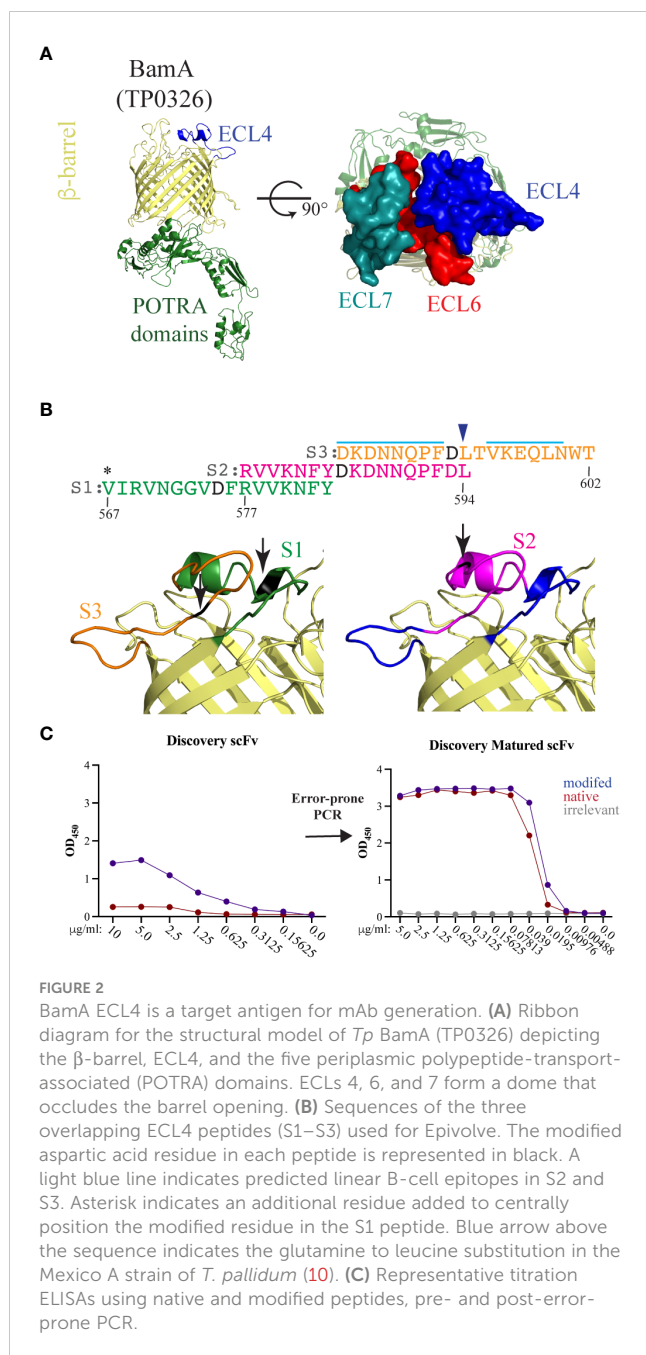 A
BamA
(TP0326)
β-barrel
ECL4
90°
ECL4
POTRA
domains
ECL7
ECL6
B
S3:DKDNNQPFDLTVKEQLNWT
* S2:RVVKNFYDKDNNQPFDL 602
S1:VIRVNGGVDFRVVKNFY 594
567 577
S1
S2
S3
C
Discovery scFv
Discovery Matured scFv
4
3
2
1
0
OD450
µg/ml: 10 5.0 2.5 1.25 0.625 0.3125 0.15625 0.0
Error-prone
PCR
4
3
2
1
0
OD450
µg/ml: 5.0 2.5 1.25 0.625 0.3125 0.15625 0.07813 0.039 0.0195 0.00976 0.00488 0.0
modifed
native
irrelevant
FIGURE 2
BamA ECL4 is a target antigen for mAb generation. (A) Ribbon
diagram for the structural model of Tp BamA (TP0326) depicting
the β-barrel, ECL4, and the five periplasmic polypeptide-transport-
associated (POTRA) domains. ECLs 4, 6, and 7 form a dome that
occludes the barrel opening. (B) Sequences of the three
overlapping ECL4 peptides (S1–S3) used for Epivolve. The modified
aspartic acid residue in each peptide is represented in black. A
light blue line indicates predicted linear B-cell epitopes in S2 and
S3. Asterisk indicates an additional residue added to centrally
position the modified residue in the S1 peptide. Blue arrow above
the sequence indicates the glutamine to leucine substitution in the
Mexico A strain of T. pallidum (10). (C) Representative titration
ELISAs using native and modified peptides, pre- and post-error-
prone PCR.